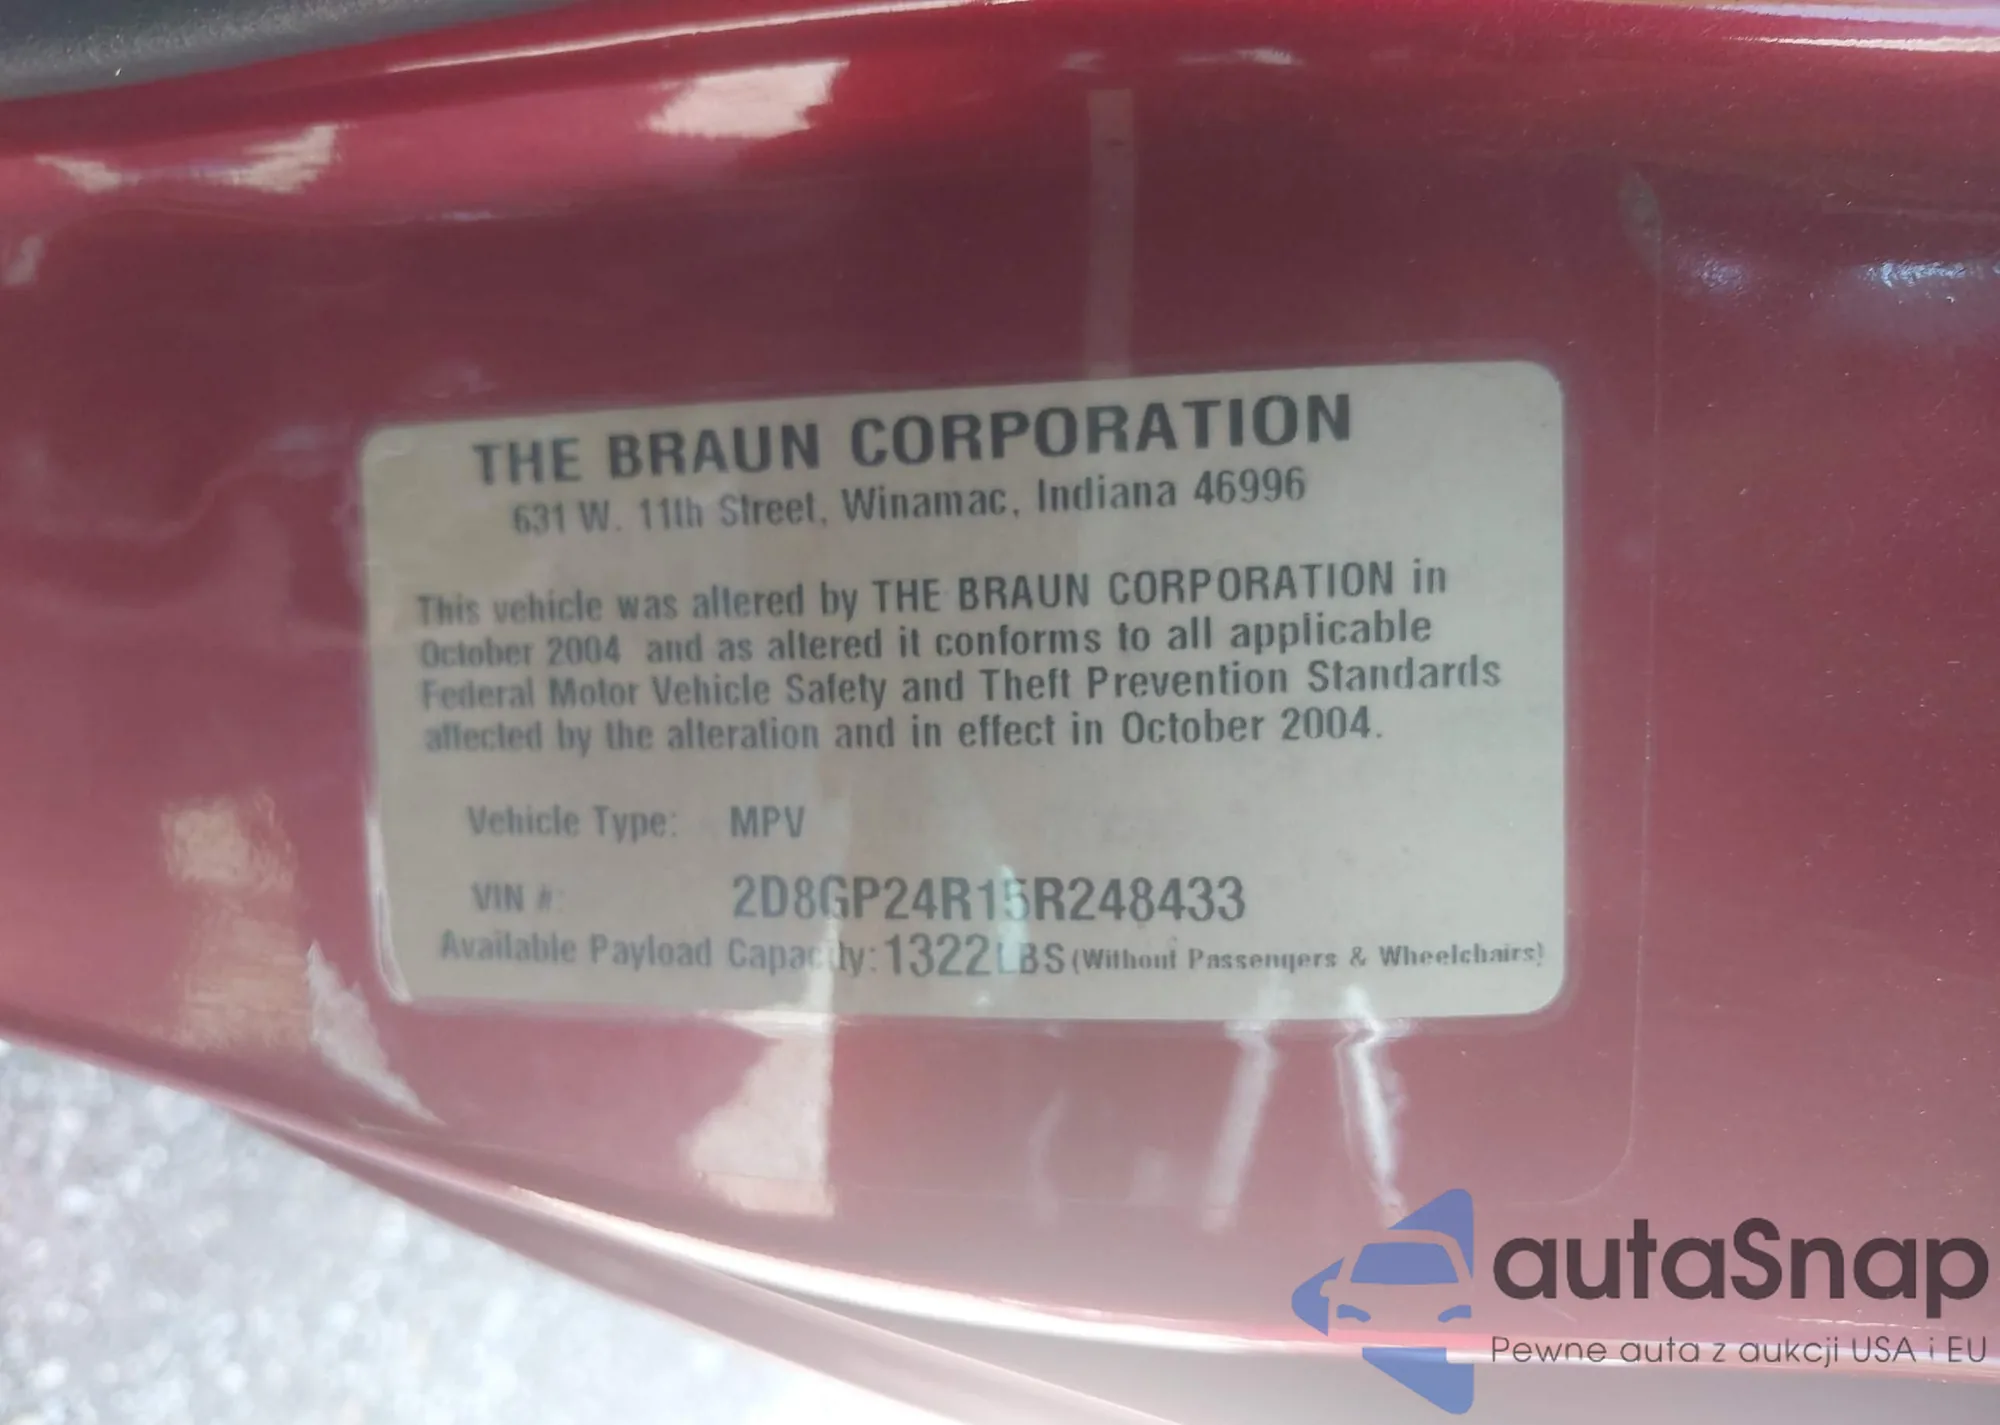 THE BRAUN CORPORATION
631 W. 11th Street, Winamac, Indiana 46996
This vehicle was altered by THE BRAUN CORPORATION in
October 2004 and as altered it conforms to all applicable
Federal Motor Vehicle Safety and Theft Prevention Standards
affected by the alteration and in effect in October 2004.
Vehicle Type: MPV
VIN #: 2D8GP24R15R248433
Available Payload Capacity: 1322LBS (Without Passengers & Wheelchairs)
autaSnap
Pewne auta z aukcji USA i EU